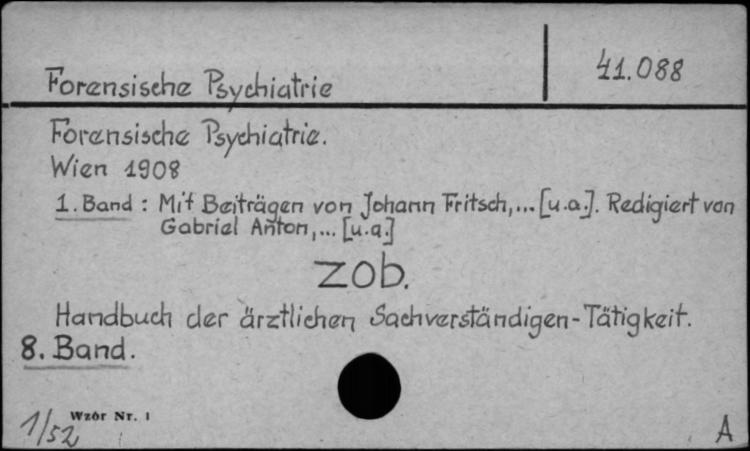 Forensische Psychiatrie
41.088
Forensische Psychiatrie.
Wien 1908
1. Band : Mit Beiträgen von Johann Fritsch,... [u.a.]. Redigiert von
Gabriel Anton,... [u.a.]
zob.
Handbuch der ärztlichen Sachverständigen-Tätigkeit.
8. Band.
Wzór Nr. 1
1/52
A